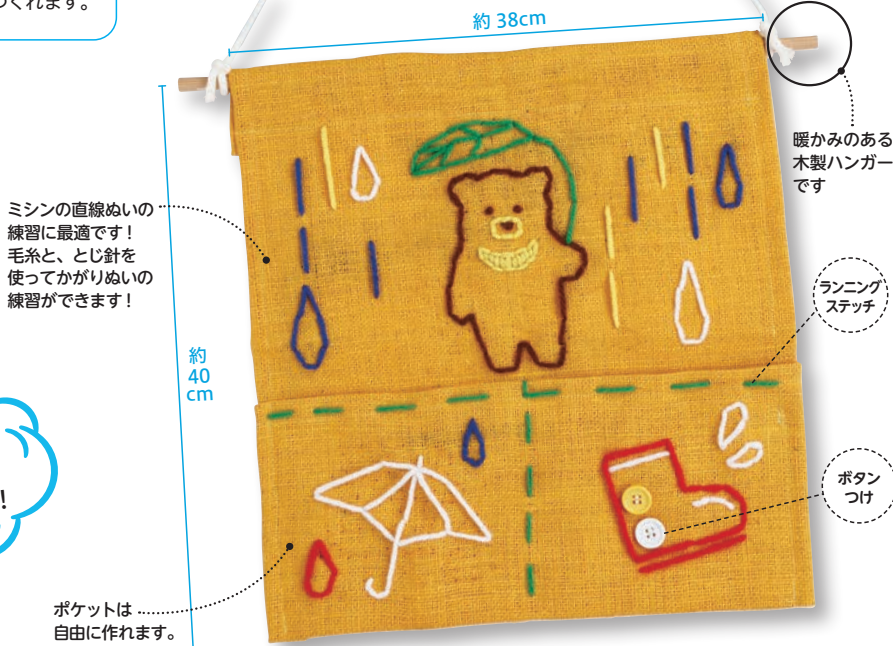 つくれます。
約 38cm
暖かみのある
木製ハンガー
です
ミシンの直線ぬいの
練習に最適です！
毛糸と、とじ針を
使ってかがりぬいの
練習ができます！
ランニング
ステッチ
約
40
cm
！
ボタン
つけ
ポケットは
自由に作れます。